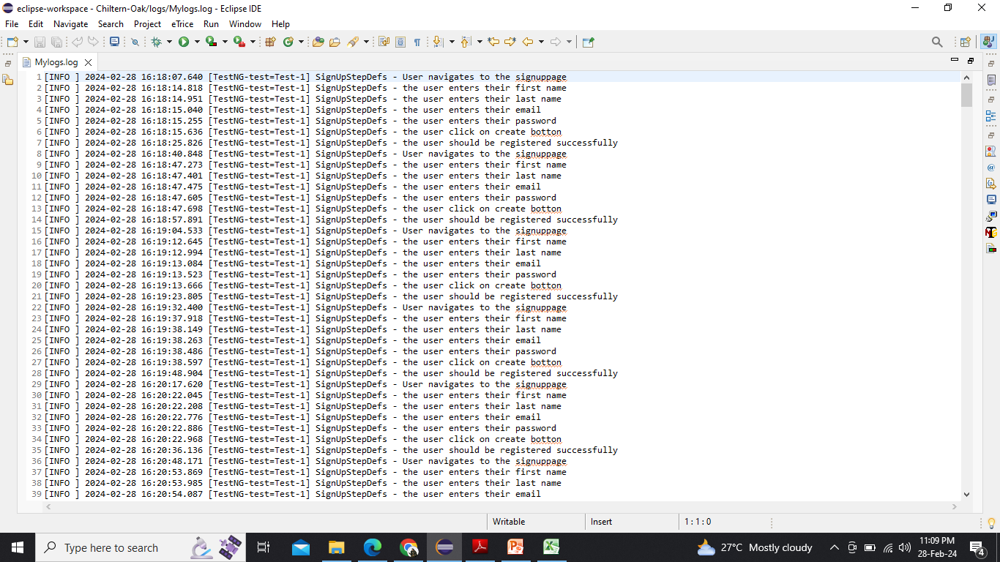 eclipse-workspace - Chiltern-Oak/logs/Mylogs.log - Eclipse IDE
File Edit Navigate Search Project eTrice Run Window Help
Mylogs.log
1 [INFO ] 2024-02-28 16:18:07.640 [TestNG-test=Test-1] SignUpStepDefs - User navigates to the signuppage
2 [INFO ] 2024-02-28 16:18:14.818 [TestNG-test=Test-1] SignUpStepDefs - the user enters their first name
3 [INFO ] 2024-02-28 16:18:14.951 [TestNG-test=Test-1] SignUpStepDefs - the user enters their last name
4 [INFO ] 2024-02-28 16:18:15.040 [TestNG-test=Test-1] SignUpStepDefs - the user enters their email
5 [INFO ] 2024-02-28 16:18:15.255 [TestNG-test=Test-1] SignUpStepDefs - the user enters their password
6 [INFO ] 2024-02-28 16:18:15.636 [TestNG-test=Test-1] SignUpStepDefs - the user click on create botton
7 [INFO ] 2024-02-28 16:18:25.826 [TestNG-test=Test-1] SignUpStepDefs - the user should be registered successfully
8 [INFO ] 2024-02-28 16:18:40.848 [TestNG-test=Test-1] SignUpStepDefs - User navigates to the signuppage
9 [INFO ] 2024-02-28 16:18:47.273 [TestNG-test=Test-1] SignUpStepDefs - the user enters their first name
10 [INFO ] 2024-02-28 16:18:47.401 [TestNG-test=Test-1] SignUpStepDefs - the user enters their last name
11 [INFO ] 2024-02-28 16:18:47.475 [TestNG-test=Test-1] SignUpStepDefs - the user enters their email
12 [INFO ] 2024-02-28 16:18:47.605 [TestNG-test=Test-1] SignUpStepDefs - the user enters their password
13 [INFO ] 2024-02-28 16:18:47.698 [TestNG-test=Test-1] SignUpStepDefs - the user click on create botton
14 [INFO ] 2024-02-28 16:18:57.891 [TestNG-test=Test-1] SignUpStepDefs - the user should be registered successfully
15 [INFO ] 2024-02-28 16:19:04.533 [TestNG-test=Test-1] SignUpStepDefs - User navigates to the signuppage
16 [INFO ] 2024-02-28 16:19:12.645 [TestNG-test=Test-1] SignUpStepDefs - the user enters their first name
17 [INFO ] 2024-02-28 16:19:12.994 [TestNG-test=Test-1] SignUpStepDefs - the user enters their last name
18 [INFO ] 2024-02-28 16:19:13.084 [TestNG-test=Test-1] SignUpStepDefs - the user enters their email
19 [INFO ] 2024-02-28 16:19:13.523 [TestNG-test=Test-1] SignUpStepDefs - the user enters their password
20 [INFO ] 2024-02-28 16:19:13.666 [TestNG-test=Test-1] SignUpStepDefs - the user click on create botton
21 [INFO ] 2024-02-28 16:19:23.805 [TestNG-test=Test-1] SignUpStepDefs - the user should be registered successfully
22 [INFO ] 2024-02-28 16:19:32.400 [TestNG-test=Test-1] SignUpStepDefs - User navigates to the signuppage
23 [INFO ] 2024-02-28 16:19:37.918 [TestNG-test=Test-1] SignUpStepDefs - the user enters their first name
24 [INFO ] 2024-02-28 16:19:38.149 [TestNG-test=Test-1] SignUpStepDefs - the user enters their last name
25 [INFO ] 2024-02-28 16:19:38.263 [TestNG-test=Test-1] SignUpStepDefs - the user enters their email
26 [INFO ] 2024-02-28 16:19:38.486 [TestNG-test=Test-1] SignUpStepDefs - the user enters their password
27 [INFO ] 2024-02-28 16:19:38.597 [TestNG-test=Test-1] SignUpStepDefs - the user click on create botton
28 [INFO ] 2024-02-28 16:19:48.904 [TestNG-test=Test-1] SignUpStepDefs - the user should be registered successfully
29 [INFO ] 2024-02-28 16:20:17.620 [TestNG-test=Test-1] SignUpStepDefs - User navigates to the signuppage
30 [INFO ] 2024-02-28 16:20:22.045 [TestNG-test=Test-1] SignUpStepDefs - the user enters their first name
31 [INFO ] 2024-02-28 16:20:22.208 [TestNG-test=Test-1] SignUpStepDefs - the user enters their last name
32 [INFO ] 2024-02-28 16:20:22.776 [TestNG-test=Test-1] SignUpStepDefs - the user enters their email
33 [INFO ] 2024-02-28 16:20:22.886 [TestNG-test=Test-1] SignUpStepDefs - the user enters their password
34 [INFO ] 2024-02-28 16:20:22.968 [TestNG-test=Test-1] SignUpStepDefs - the user click on create botton
35 [INFO ] 2024-02-28 16:20:36.136 [TestNG-test=Test-1] SignUpStepDefs - the user should be registered successfully
36 [INFO ] 2024-02-28 16:20:48.171 [TestNG-test=Test-1] SignUpStepDefs - User navigates to the signuppage
37 [INFO ] 2024-02-28 16:20:53.869 [TestNG-test=Test-1] SignUpStepDefs - the user enters their first name
38 [INFO ] 2024-02-28 16:20:53.985 [TestNG-test=Test-1] SignUpStepDefs - the user enters their last name
39 [INFO ] 2024-02-28 16:20:54.087 [TestNG-test=Test-1] SignUpStepDefs - the user enters their email
Writable Insert 1 : 1 : 0
Type here to search
27°C Mostly cloudy
11:09 PM
28-Feb-24
4